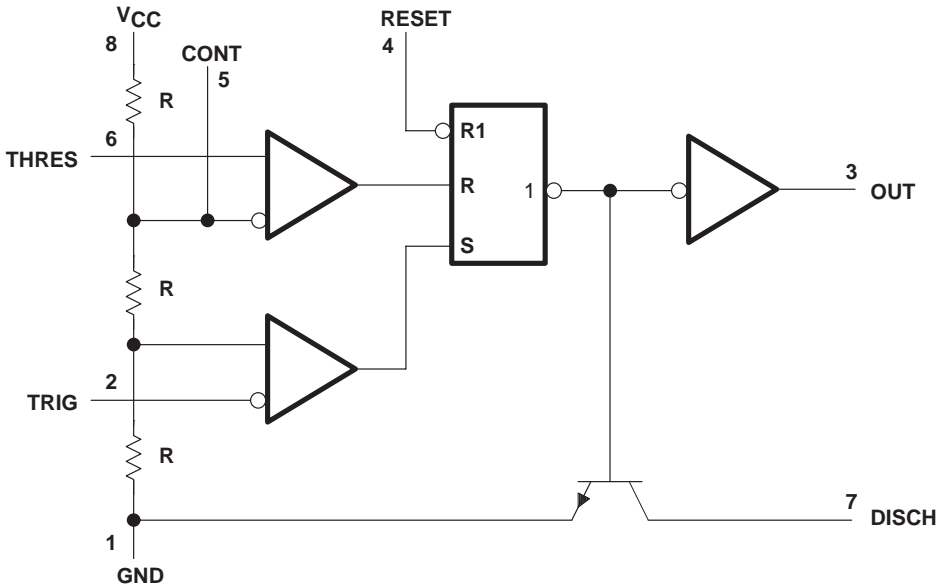 VCC
8
RESET
4
CONT
5
R
6
THRES
R1
R
1
S
3
OUT
R
2
TRIG
R
7
DISCH
1
GND